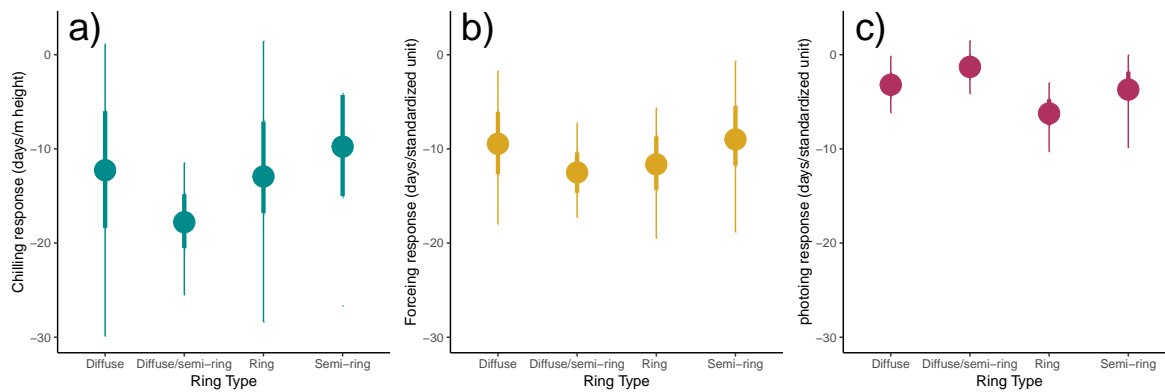 a)
Chilling response (days/m height)
0
−10
−20
−30
Diffuse Diffuse/semi−ring Ring Semi−ring
Ring Type
b)
Forceing response (days/standardized unit)
0
−10
−20
−30
Diffuse Diffuse/semi−ring Ring Semi−ring
Ring Type
c)
photoing response (days/standardized unit)
0
−10
−20
−30
Diffuse Diffuse/semi−ring Ring Semi−ring
Ring Type